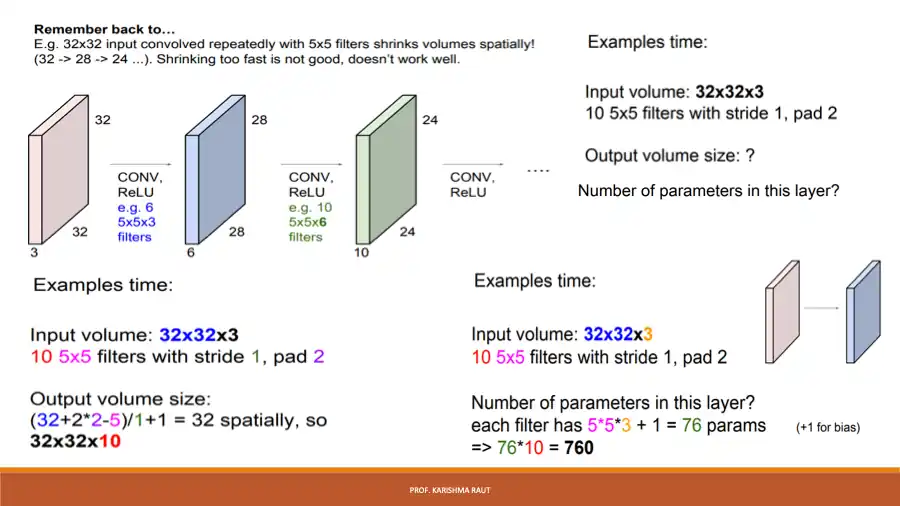 Remember back to…
E.g. 32x32 input convolved repeatedly with 5x5 filters shrinks volumes spatially!
(32 -> 28 -> 24 ...). Shrinking too fast is not good, doesn't work well.
32
32
3
CONV,
ReLU
e.g. 6
5x5x3
filters
28
28
6
CONV,
ReLU
e.g. 10
5x5x6
filters
24
24
10
CONV,
ReLU
....
Examples time:
Input volume: 32x32x3
10 5x5 filters with stride 1, pad 2
Output volume size: ?
Number of parameters in this layer?
Examples time:
Input volume: 32x32x3
10 5x5 filters with stride 1, pad 2
Output volume size:
(32+2*2-5)/1+1 = 32 spatially, so
32x32x10
Examples time:
Input volume: 32x32x3
10 5x5 filters with stride 1, pad 2
Number of parameters in this layer?
each filter has 5*5*3 + 1 = 76 params (+1 for bias)
=> 76*10 = 760
PROF. KARISHMA RAUT